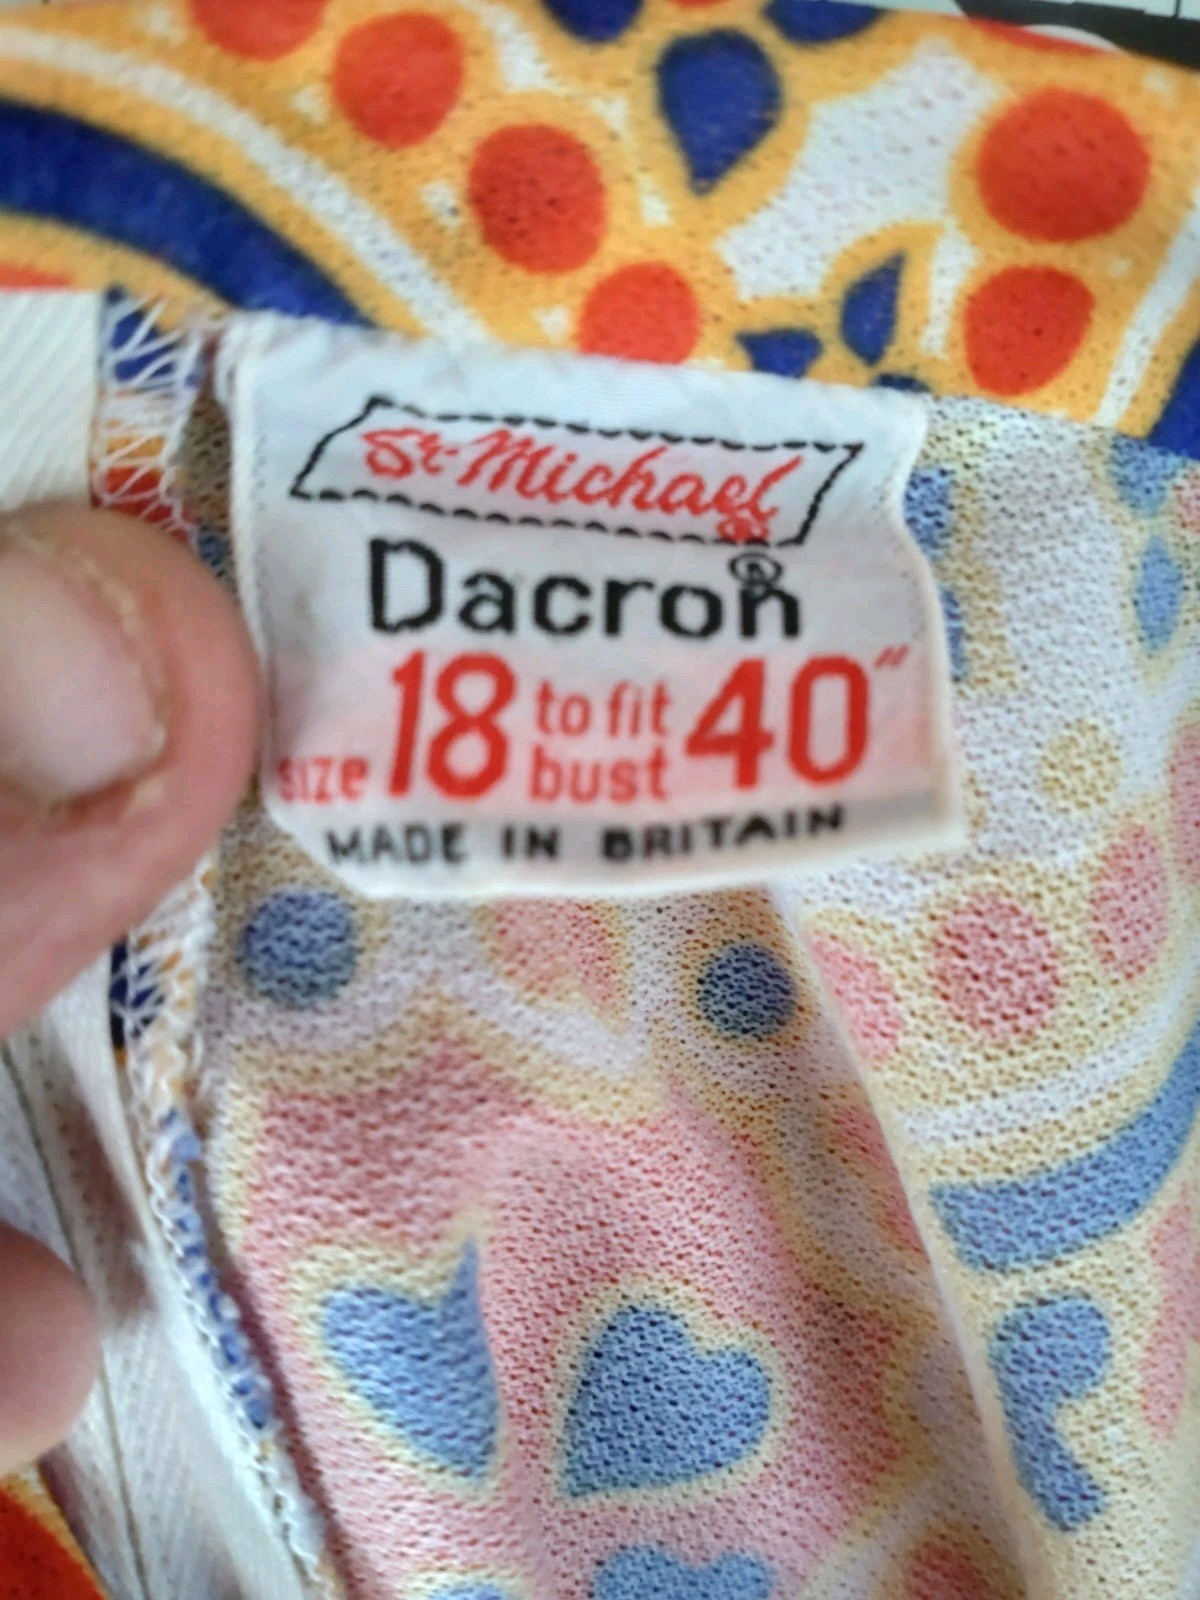 St. Michael
®
Dacron
size 18 to fit bust 40"
MADE IN BRITAIN